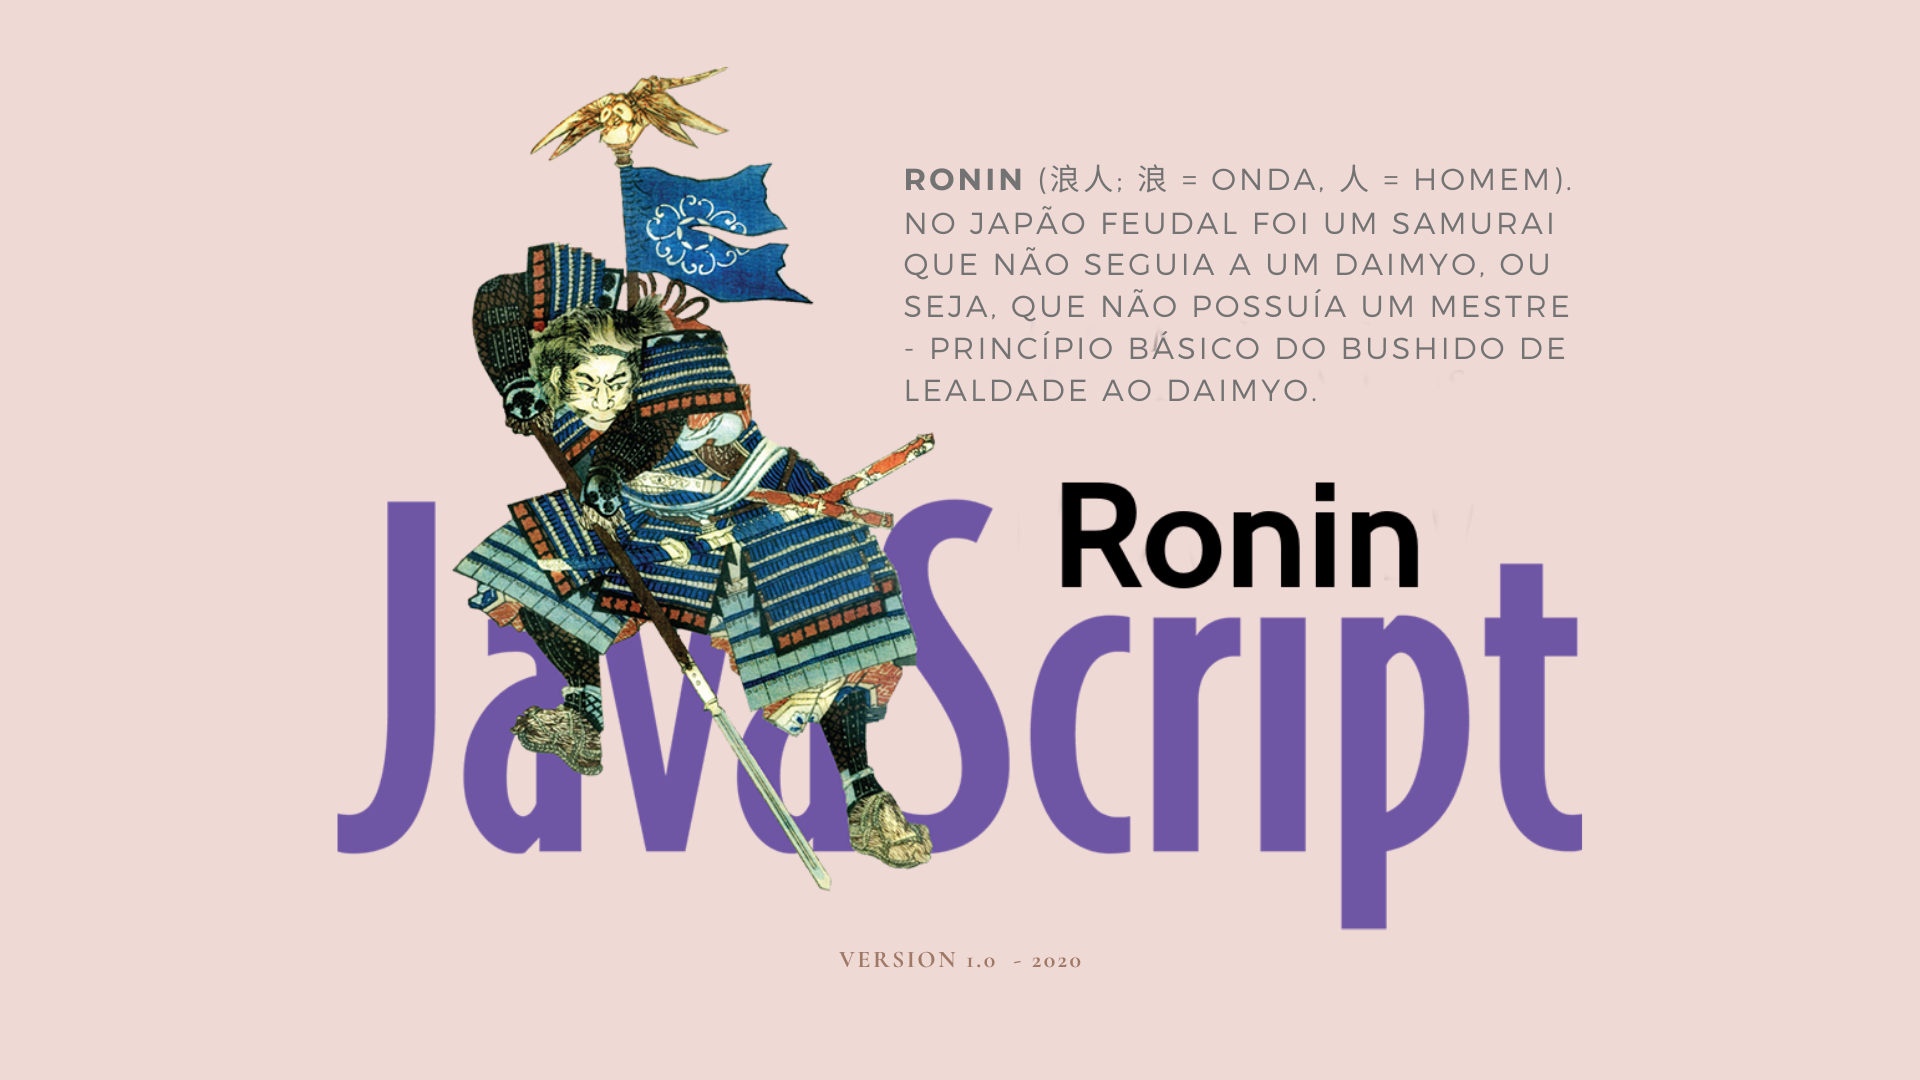 RONIN (浪人; 浪 = ONDA, 人 = HOMEM).
NO JAPÃO FEUDAL FOI UM SAMURAI
QUE NÃO SEGUIA A UM DAIMYO, OU
SEJA, QUE NÃO POSSUÍA UM MESTRE
- PRINCÍPIO BÁSICO DO BUSHIDO DE
LEALDADE AO DAIMYO.
Ronin
JavaScript
VERSION 1.0 - 2020